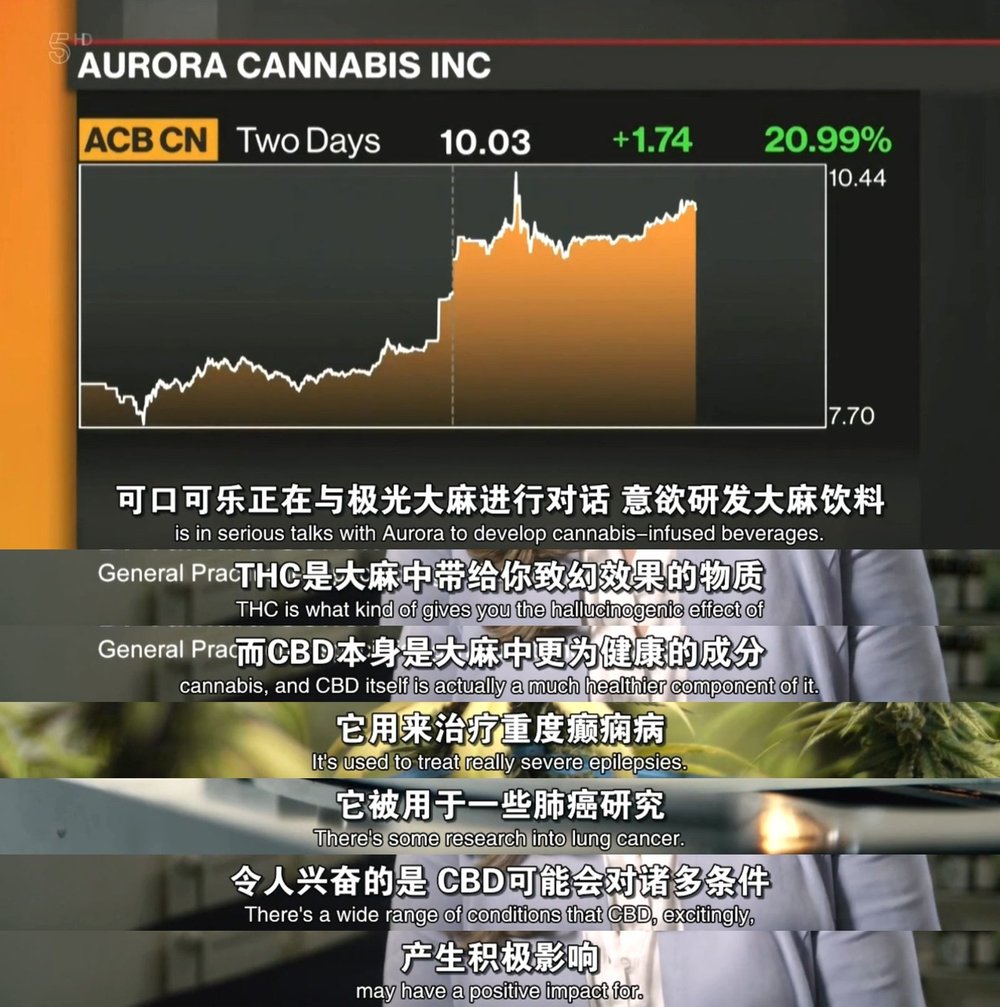 5 HD
AURORA CANNABIS INC
ACB CN Two Days 10.03 +1.74 20.99%
10.44
7.70
可口可乐正在与极光大麻进行对话 意欲研发大麻饮料
is in serious talks with Aurora to develop cannabis-infused beverages.
General Prac
THC是大麻中带给你致幻效果的物质
THC is what kind of gives you the hallucinogenic effect of
General Prac
而CBD本身是大麻中更为健康的成分
cannabis, and CBD itself is actually a much healthier component of it.
它用来治疗重度癫痫病
It's used to treat really severe epilepsies.
它被用于一些肺癌研究
There's some research into lung cancer.
令人兴奋的是 CBD可能会对诸多条件
There's a wide range of conditions that CBD, excitingly,
产生积极影响
may have a positive impact for.